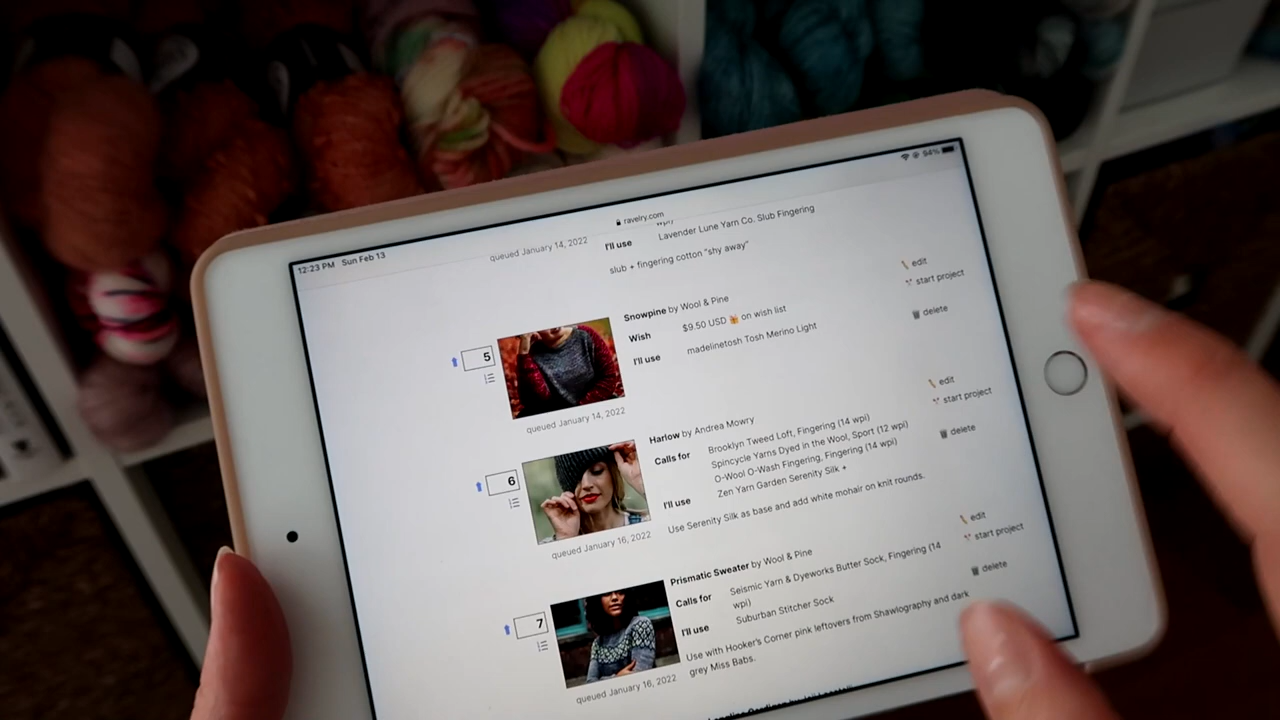 12:23 PM Sun Feb 13
94%
ravelry.com
wpi)
queued January 14, 2022
I'll use
Lavender Lune Yarn Co. Slub Fingering
slub + fingering cotton "shy away"
edit
start project
delete
5
Snowpine by Wool & Pine
Wish
$9.50 USD on wish list
I'll use
madelinetosh Tosh Merino Light
queued January 14, 2022
edit
start project
delete
6
Harlow by Andrea Mowry
Calls for
Brooklyn Tweed Loft, Fingering (14 wpi)
Spincycle Yarns Dyed in the Wool, Sport (12 wpi)
O-Wool O-Wash Fingering, Fingering (14 wpi)
I'll use
Zen Yarn Garden Serenity Silk +
Use Serenity Silk as base and add white mohair on knit rounds.
queued January 16, 2022
edit
start project
delete
7
Prismatic Sweater by Wool & Pine
Calls for
Seismic Yarn & Dyeworks Butter Sock, Fingering (14
wpi)
I'll use
Suburban Stitcher Sock
Use with Hooker's Corner pink leftovers from Shawlography and dark
grey Miss Babs.
queued January 16, 2022